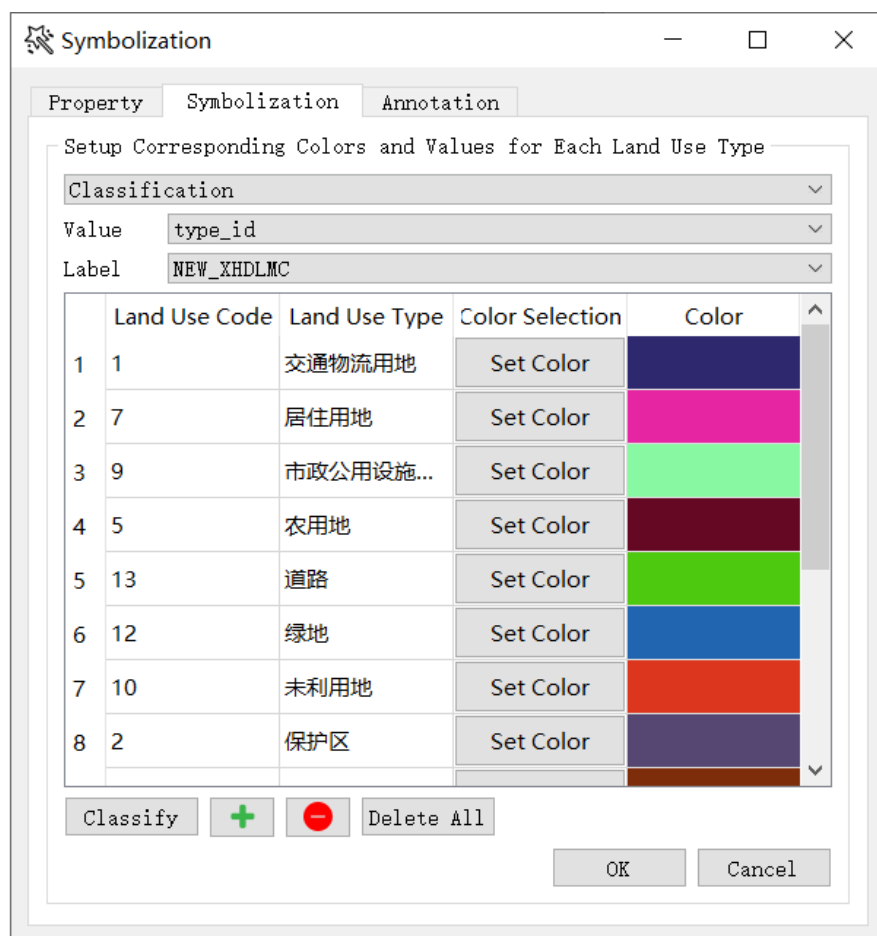 Symbolization
Property Symbolization Annotation
Setup Corresponding Colors and Values for Each Land Use Type
Classification
Value type_id
Label NEW_XHDLMC
Land Use Code Land Use Type Color Selection Color
1 1 交通物流用地 Set Color
2 7 居住用地 Set Color
3 9 市政公用设施... Set Color
4 5 农用地 Set Color
5 13 道路 Set Color
6 12 绿地 Set Color
7 10 未利用地 Set Color
8 2 保护区 Set Color
Classify Delete All
OK Cancel